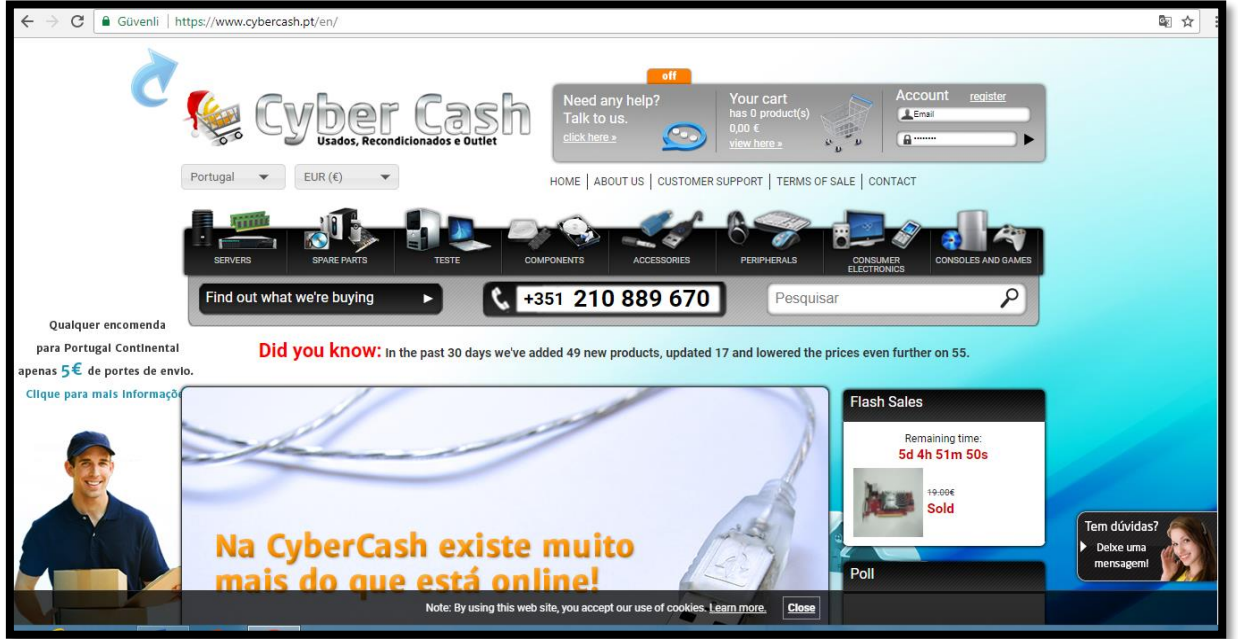 Güvenli | https://www.cybercash.pt/en/
off
Cyber Cash
Usados, Recondicionados e Outlet
Need any help?
Talk to us.
click here »
Your cart
has 0 product(s)
0,00 €
view here »
Account register
Email
••••••••
Portugal
EUR (€)
HOME | ABOUT US | CUSTOMER SUPPORT | TERMS OF SALE | CONTACT
SERVERS
SPARE PARTS
TESTE
COMPONENTS
ACCESSORIES
PERIPHERALS
CONSUMER
ELECTRONICS
CONSOLES AND GAMES
Find out what we're buying
+351 210 889 670
Pesquisar
Qualquer encomenda
para Portugal Continental
apenas 5€ de portes de envio.
Clique para mais informaçõ
Did you know: In the past 30 days we've added 49 new products, updated 17 and lowered the prices even further on 55.
Na CyberCash existe muito
mais do que está online!
Flash Sales
Remaining time:
5d 4h 51m 50s
19.00€
Sold
Poll
Tem dúvidas?
Deixe uma
mensagem!
Note: By using this web site, you accept our use of cookies. Learn more.
Close